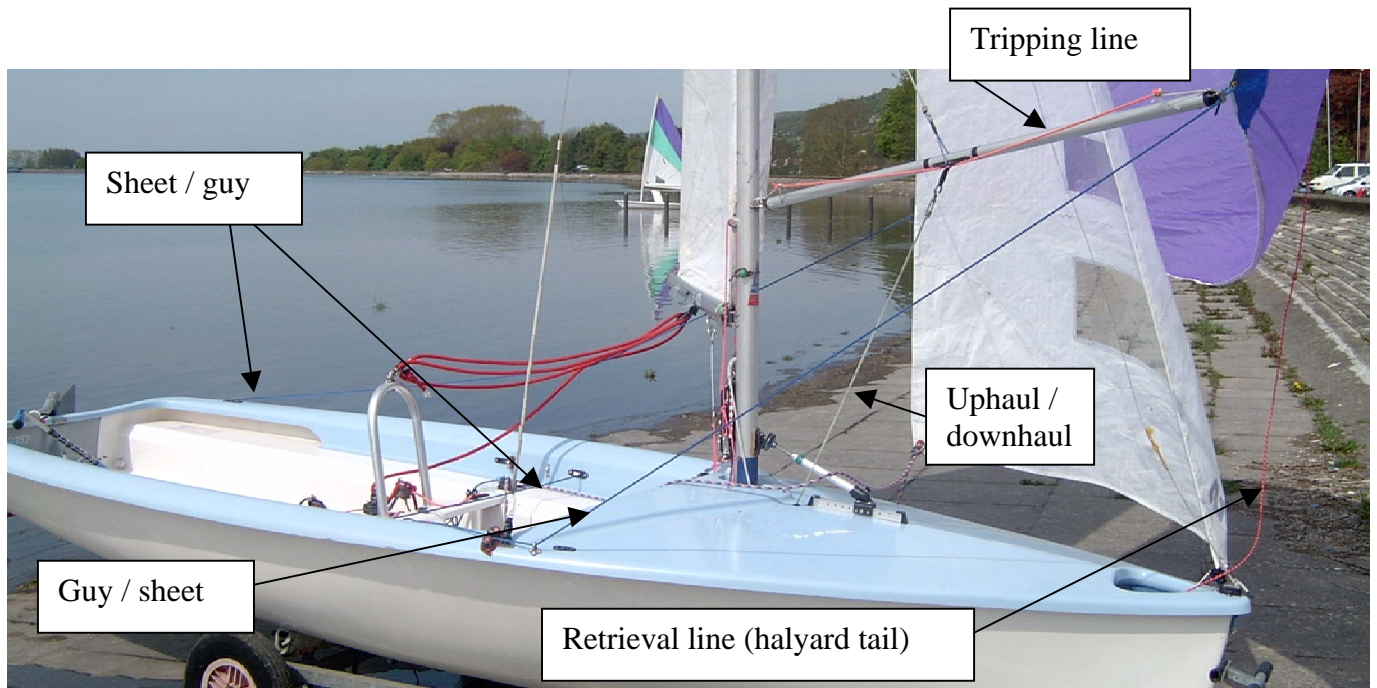 Tripping line
Sheet / guy
Uphaul /
downhaul
Guy / sheet
Retrieval line (halyard tail)